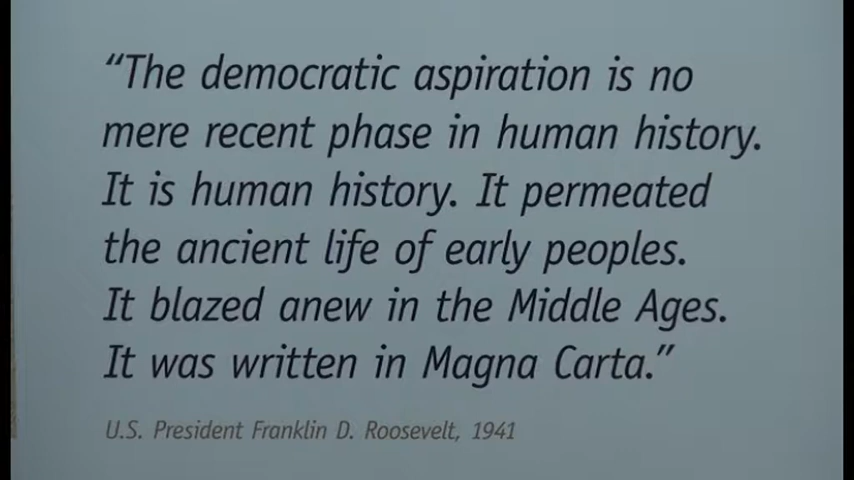 “The democratic aspiration is no
mere recent phase in human history.
It is human history. It permeated
the ancient life of early peoples.
It blazed anew in the Middle Ages.
It was written in Magna Carta.”
U.S. President Franklin D. Roosevelt, 1941